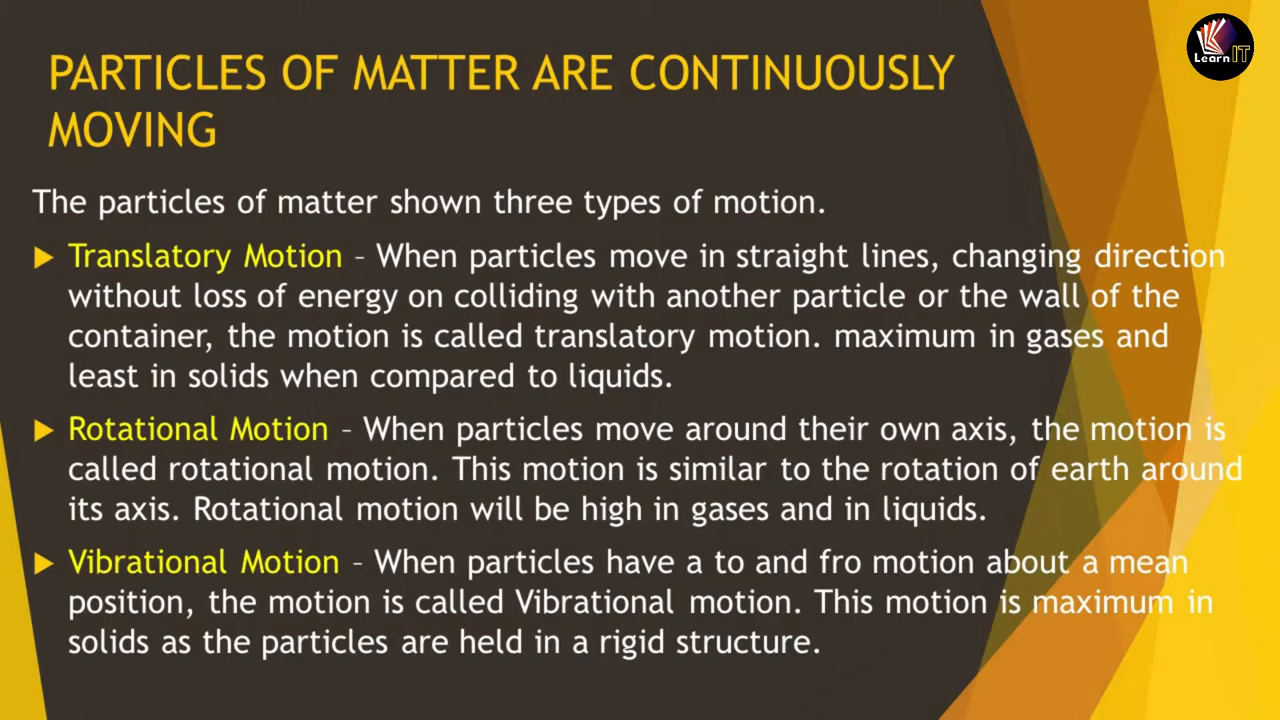 PARTICLES OF MATTER ARE CONTINUOUSLY
MOVING
Learn IT
The particles of matter shown three types of motion.
Translatory Motion – When particles move in straight lines, changing direction
without loss of energy on colliding with another particle or the wall of the
container, the motion is called translatory motion. maximum in gases and
least in solids when compared to liquids.
Rotational Motion – When particles move around their own axis, the motion is
called rotational motion. This motion is similar to the rotation of earth around
its axis. Rotational motion will be high in gases and in liquids.
Vibrational Motion – When particles have a to and fro motion about a mean
position, the motion is called Vibrational motion. This motion is maximum in
solids as the particles are held in a rigid structure.